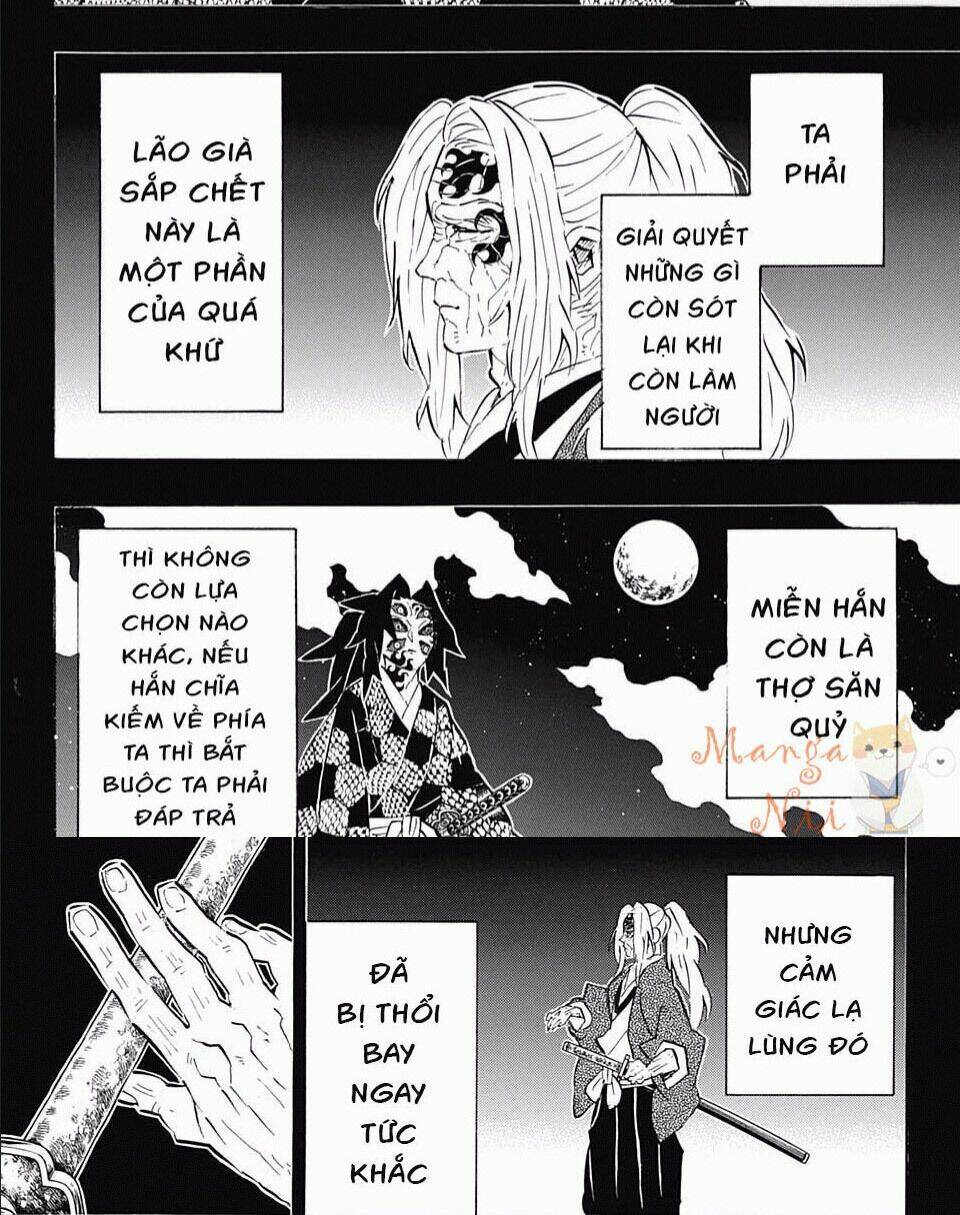 TA
PHẢI
GIẢI QUYẾT
NHỮNG GÌ
CÒN SÓT
LẠI KHI
CÒN LÀM
NGƯỜI
LÃO GIÀ
SẮP CHẾT
NÀY LÀ
MỘT PHẦN
CỦA QUÁ
KHỨ
MIỄN HẮN
CÒN LÀ
THỢ SĂN
QUỶ
THÌ KHÔNG
CÒN LỰA
CHỌN NÀO
KHÁC, NẾU
HẮN CHĨA
KIẾM VỀ PHÍA
TA THÌ BẮT
BUỘC TA PHẢI
ĐÁP TRẢ
Manga
Nii
NHƯNG
CẢM
GIÁC LẠ
LÙNG ĐÓ
ĐÃ
BỊ THỔI
BAY
NGAY
TỨC
KHẮC